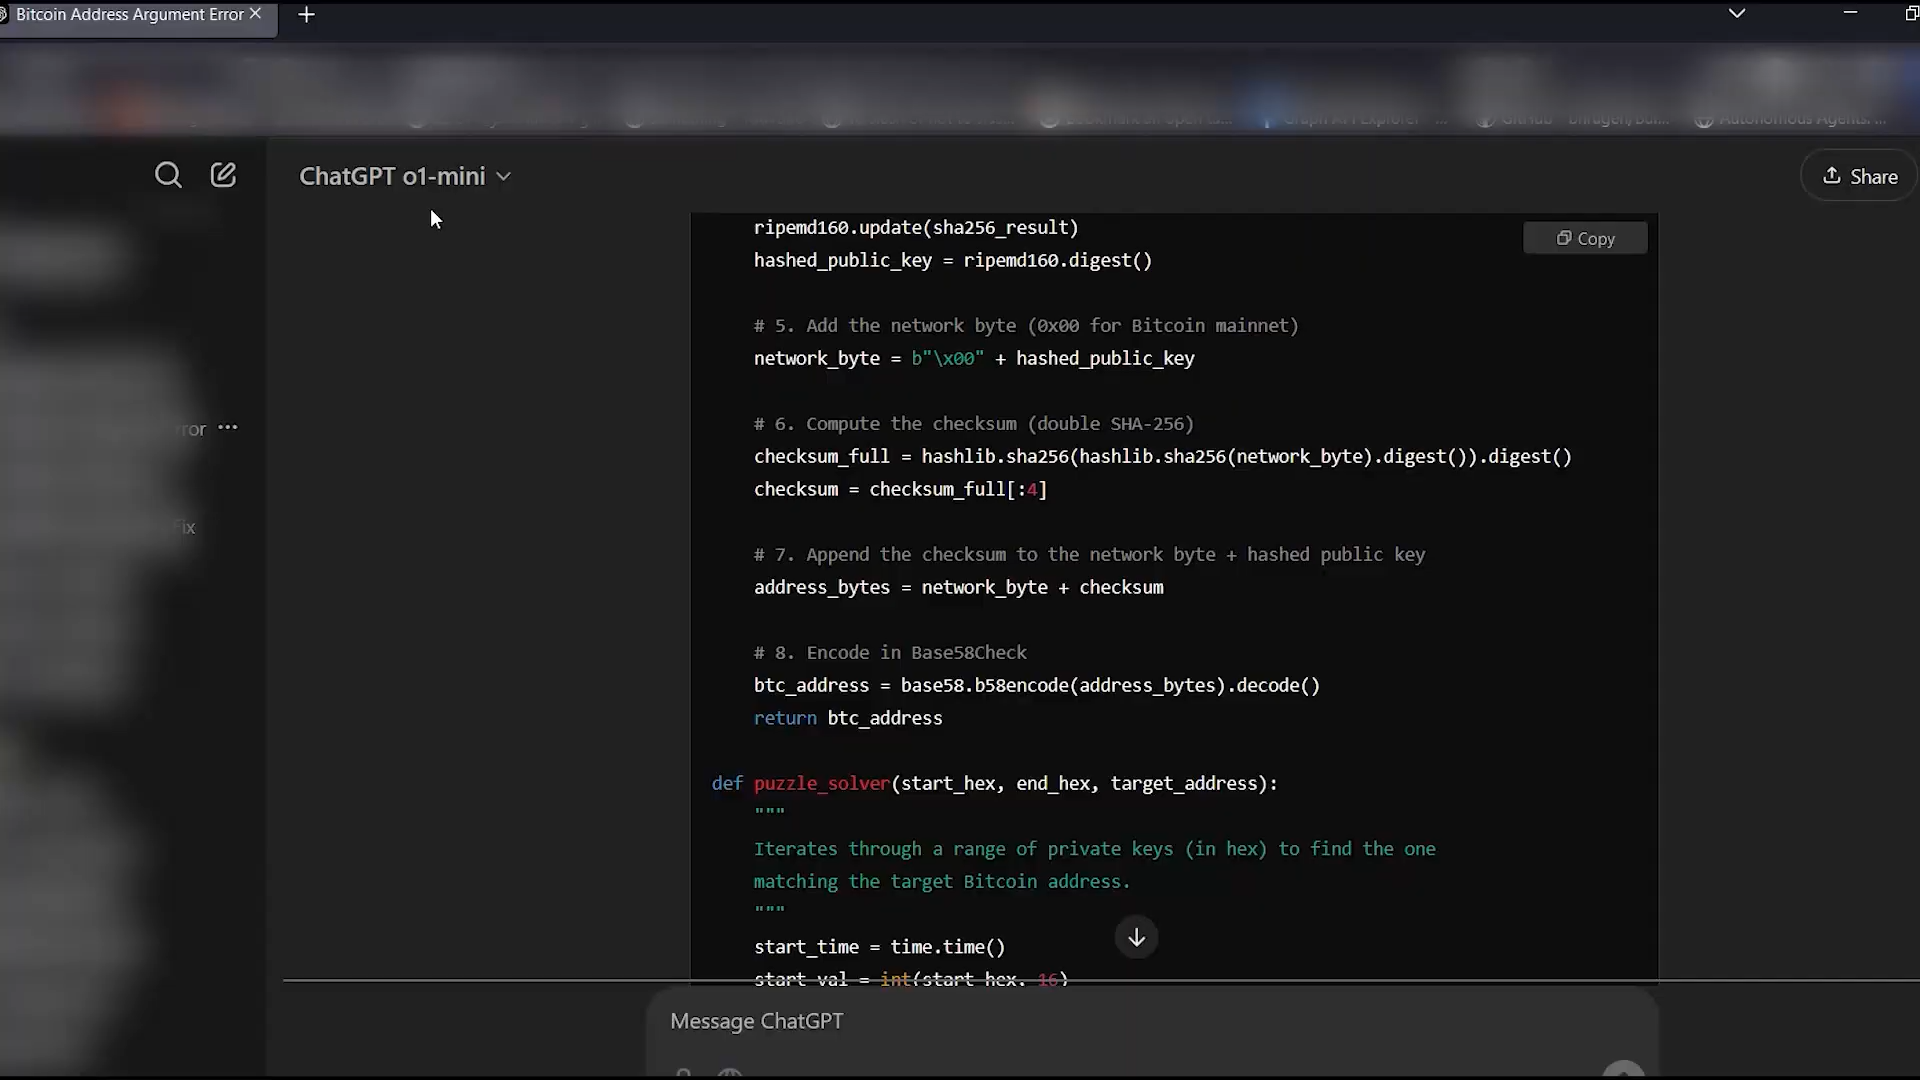 Bitcoin Address Argument Error
ChatGPT o1-mini
Share
Copy
ripemd160.update(sha256_result)
hashed_public_key = ripemd160.digest()
# 5. Add the network byte (0x00 for Bitcoin mainnet)
network_byte = b"\x00" + hashed_public_key
# 6. Compute the checksum (double SHA-256)
checksum_full = hashlib.sha256(hashlib.sha256(network_byte).digest()).digest()
checksum = checksum_full[:4]
# 7. Append the checksum to the network byte + hashed public key
address_bytes = network_byte + checksum
# 8. Encode in Base58Check
btc_address = base58.b58encode(address_bytes).decode()
return btc_address
def puzzle_solver(start_hex, end_hex, target_address):
"""
Iterates through a range of private keys (in hex) to find the one
matching the target Bitcoin address.
"""
start_time = time.time()
start_val = int(start_hex, 16)
Message ChatGPT